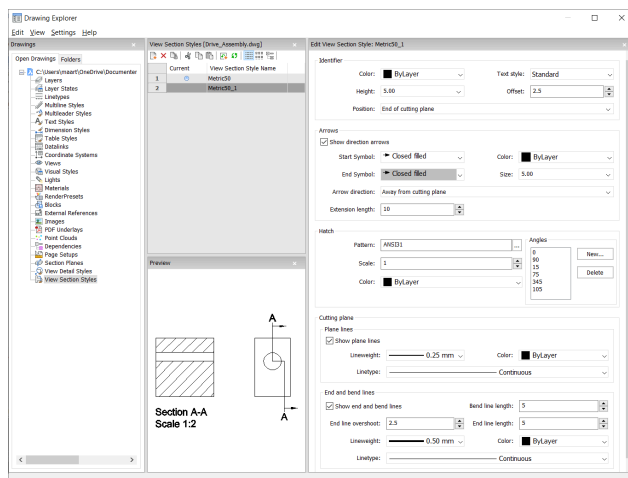 Drawing Explorer
Edit View Settings Help
Drawings
Open Drawings Folders
C:\Users\maart\OneDrive\Documenter
Layers
Layer States
Linetypes
Multiline Styles
Multileader Styles
Text Styles
Dimension Styles
Table Styles
Datalinks
Coordinate Systems
Views
Visual Styles
Lights
Materials
RenderPresets
Blocks
External References
Images
PDF Underlays
Point Clouds
Dependencies
Page Setups
Section Planes
View Detail Styles
View Section Styles
View Section Styles [Drive_Assembly.dwg]
Current View Section Style Name
1 Metric50
2 Metric50_1
Preview
A
A
Section A-A
Scale 1:2
Edit View Section Style: Metric50_1
Identifier
Color: ByLayer Text style: Standard
Height: 5.00 Offset: 2.5
Position: End of cutting plane
Arrows
Show direction arrows
Start Symbol: Closed filled Color: ByLayer
End Symbol: Closed filled Size: 5.00
Arrow direction: Away from cutting plane
Extension length: 10
Hatch
Pattern: ANSI31 ...
Scale: 1
Color: ByLayer
Angles
0
90
15
75
345
105
New...
Delete
Cutting plane
Plane lines
Show plane lines
Lineweight: 0.25 mm Color: ByLayer
Linetype: Continuous
End and bend lines
Show end and bend lines Bend line length: 5
End line overshoot: 2.5 End line length: 5
Lineweight: 0.50 mm Color: ByLayer
Linetype: Continuous